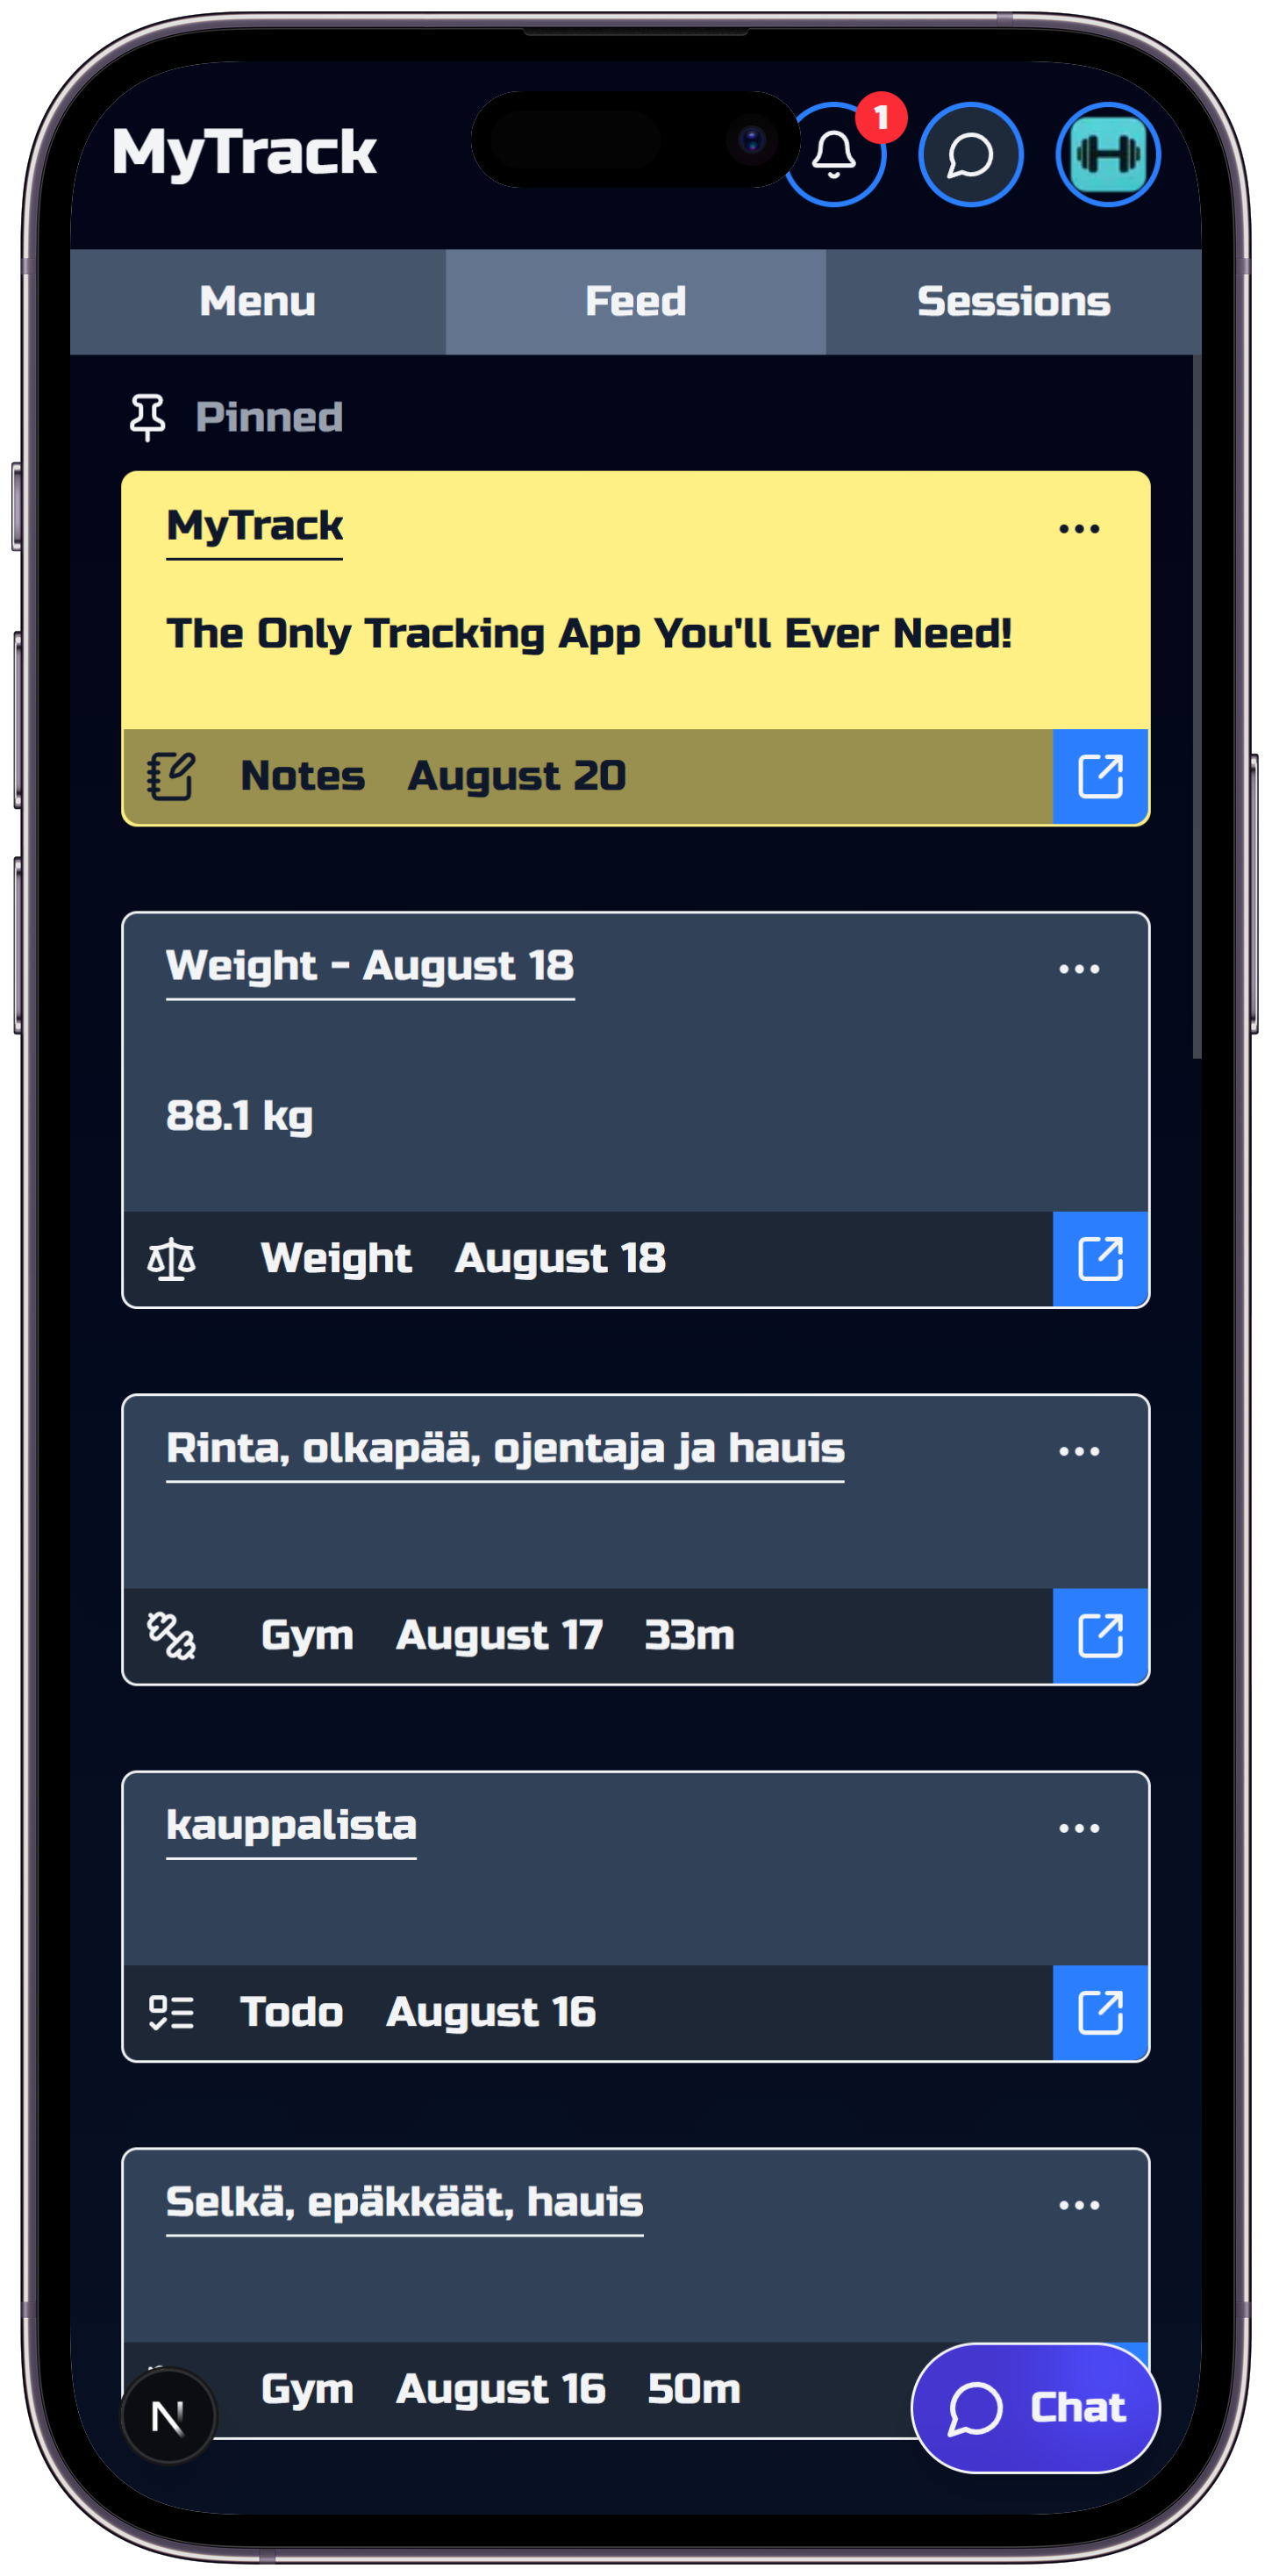 MyTrack
1
Menu Feed Sessions
Pinned
MyTrack
The Only Tracking App You'll Ever Need!
Notes August 20
Weight - August 18
88.1 kg
Weight August 18
Rinta, olkapää, ojentaja ja hauis
Gym August 17 33m
kauppalista
Todo August 16
Selkä, epäkkäät, hauis
Gym August 16 50m
N
Chat